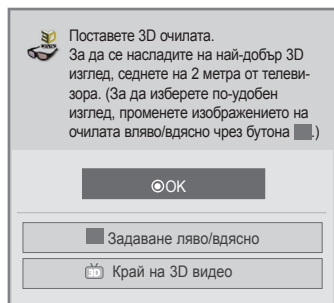 Поставете 3D очилата.
За да се насладите на най-добър 3D
изглед, седнете на 2 метра от телеви-
зора. (За да изберете по-удобен
изглед, променете изображението на
очилата вляво/вдясно чрез бутона .)
OK
Задаване ляво/вдясно
3D Край на 3D видео